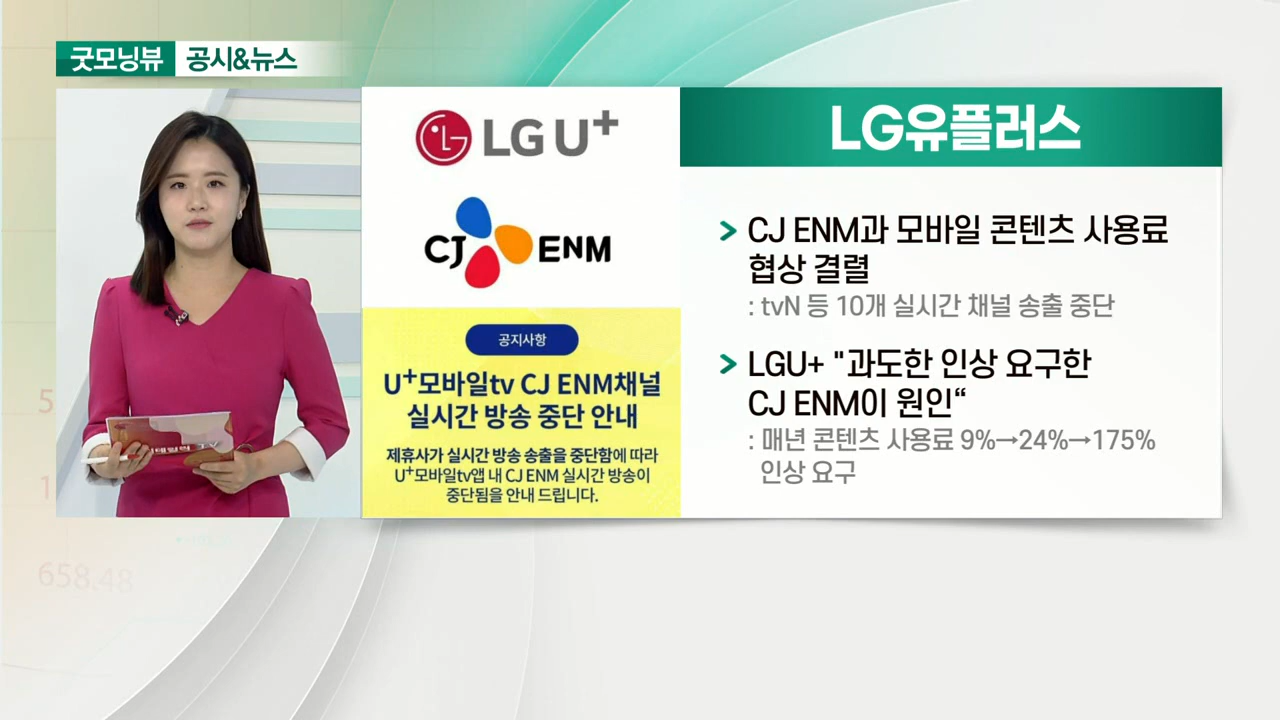 굿모닝뷰 공시&뉴스
LG U+
CJ ENM
공지사항
U+모바일tv CJ ENM채널
실시간 방송 중단 안내
제휴사가 실시간 방송 송출을 중단함에 따라
U+모바일tv앱 내 CJ ENM 실시간 방송이
중단됨을 안내 드립니다.
LG유플러스
CJ ENM과 모바일 콘텐츠 사용료
협상 결렬
: tvN 등 10개 실시간 채널 송출 중단
LGU+ "과도한 인상 요구한
CJ ENM이 원인“
: 매년 콘텐츠 사용료 9%→24%→175%
인상 요구
658.48